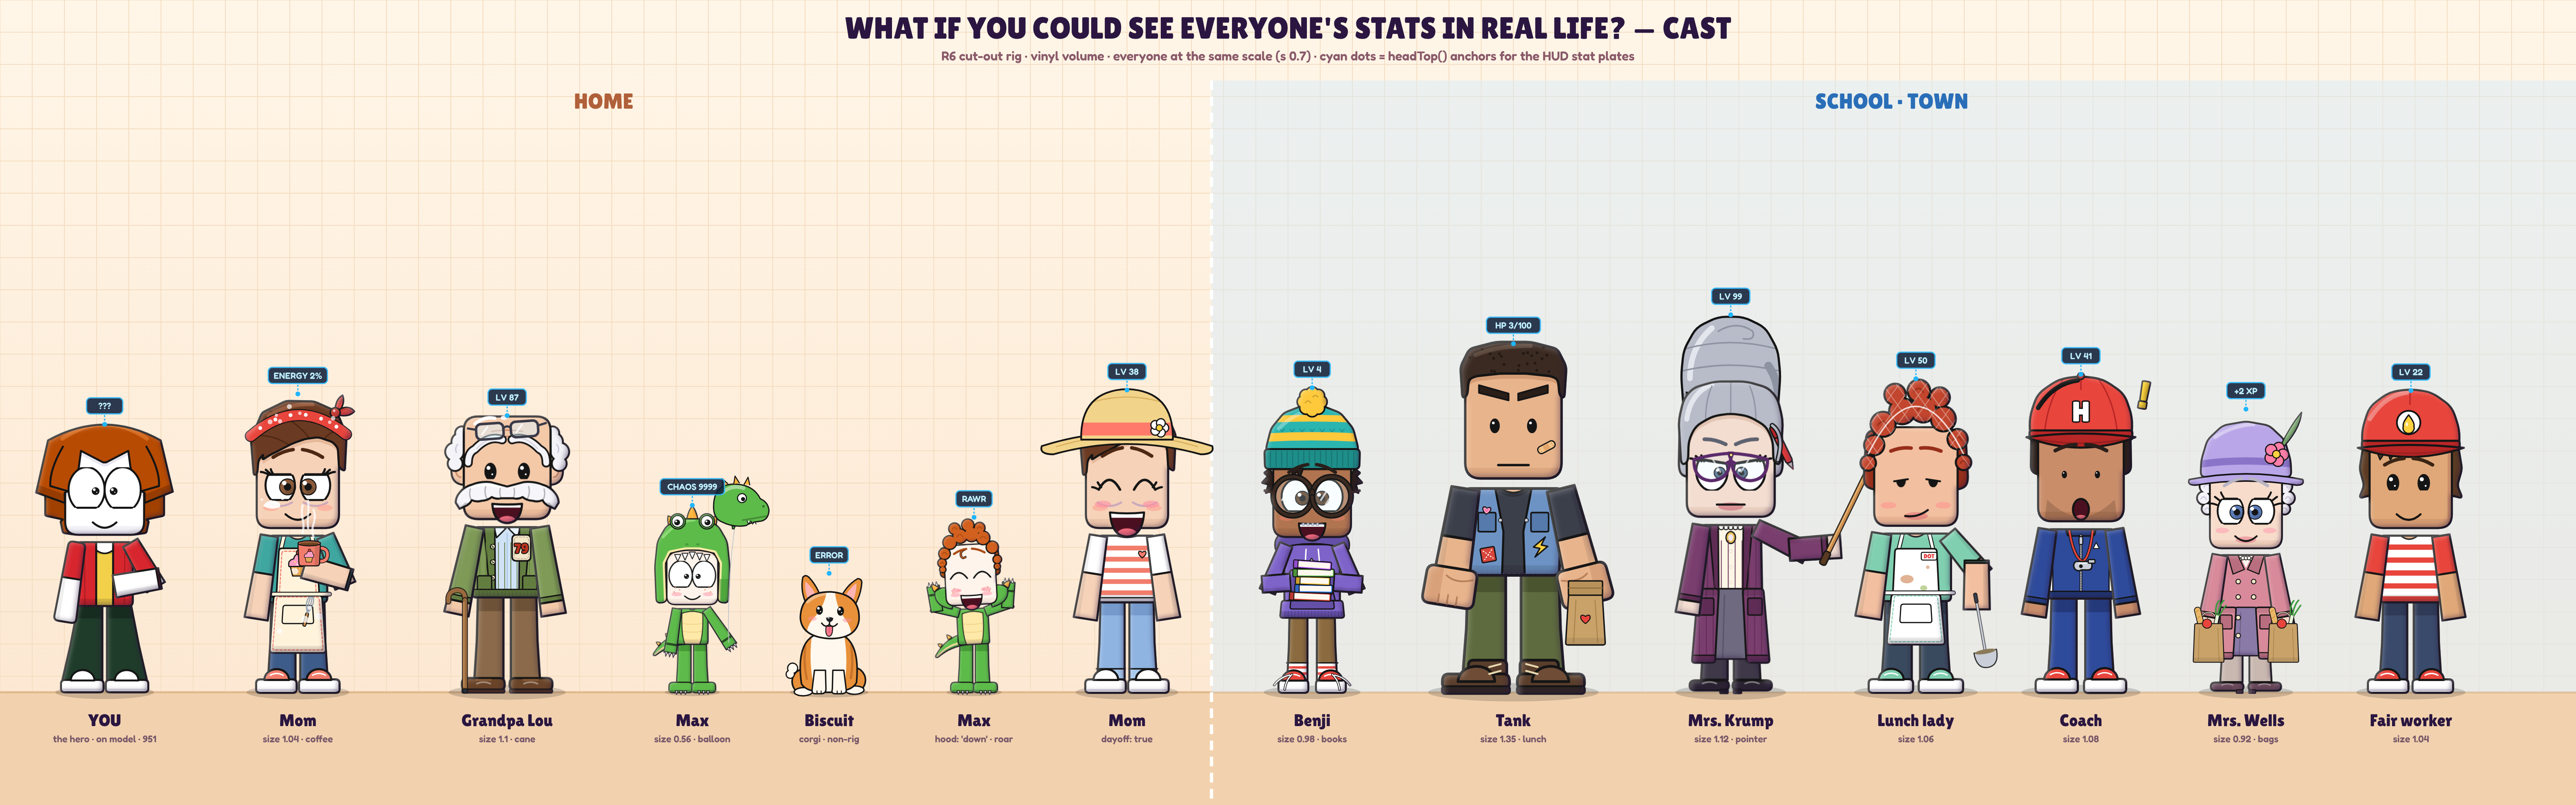 WHAT IF YOU COULD SEE EVERYONE'S STATS IN REAL LIFE? — CAST
R6 cut-out rig · vinyl volume · everyone at the same scale (s 0.7) · cyan dots = headTop() anchors for the HUD stat plates
HOME
SCHOOL · TOWN
???
ENERGY 2%
LV 87
CHAOS 9999
ERROR
RAWR
LV 38
LV 4
HP 3/100
LV 99
LV 50
LV 41
+2 XP
LV 22
H
79
DOT
YOU
the hero · on model · 951
Mom
size 1.04 · coffee
Grandpa Lou
size 1.1 · cane
Max
size 0.56 · balloon
Biscuit
corgi · non-rig
Max
hood: 'down' · roar
Mom
dayoff: true
Benji
size 0.98 · books
Tank
size 1.35 · lunch
Mrs. Krump
size 1.12 · pointer
Lunch lady
size 1.06
Coach
size 1.08
Mrs. Wells
size 0.92 · bags
Fair worker
size 1.04